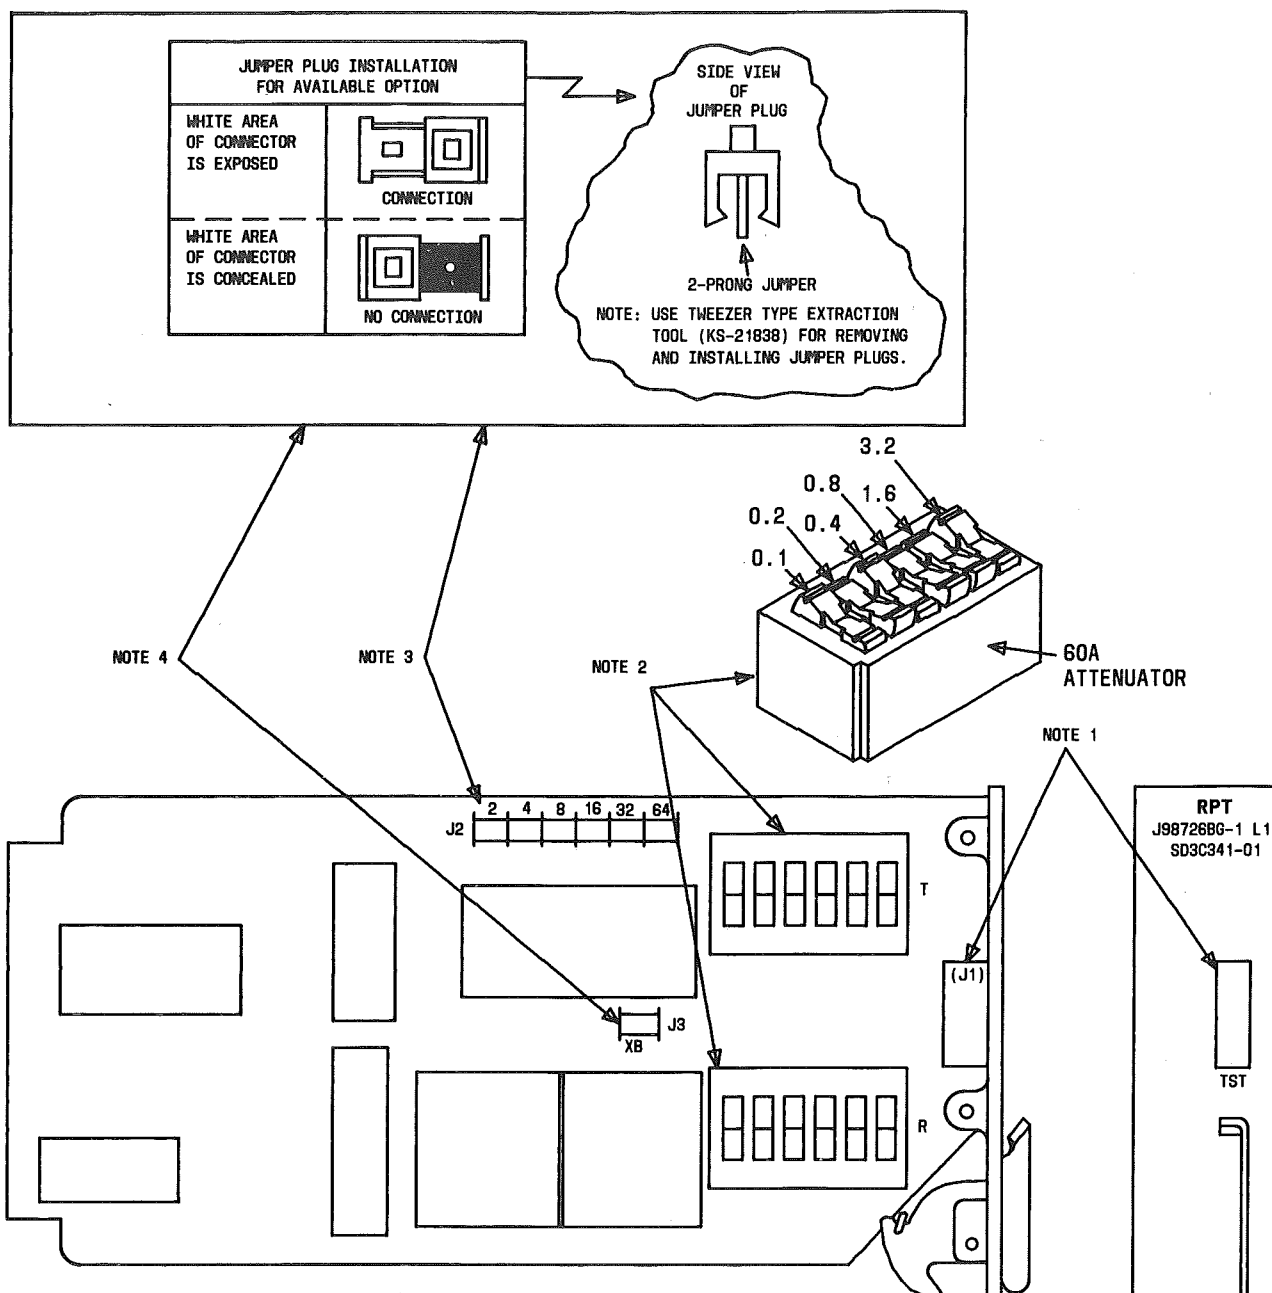 JUMPER PLUG INSTALLATION
FOR AVAILABLE OPTION
WHITE AREA
OF CONNECTOR
IS EXPOSED
CONNECTION
WHITE AREA
OF CONNECTOR
IS CONCEALED
NO CONNECTION
SIDE VIEW
OF
JUMPER PLUG
2-PRONG JUMPER
NOTE: USE TWEEZER TYPE EXTRACTION
TOOL (KS-21838) FOR REMOVING
AND INSTALLING JUMPER PLUGS.
3.2
0.8
1.6
0.2
0.4
0.1
60A
ATTENUATOR
NOTE 4
NOTE 3
NOTE 2
NOTE 1
J2
2 4 8 16 32 64
T
(J1)
J3
XB
R
RPT
J98726BG-1 L1
SD3C341-01
TST